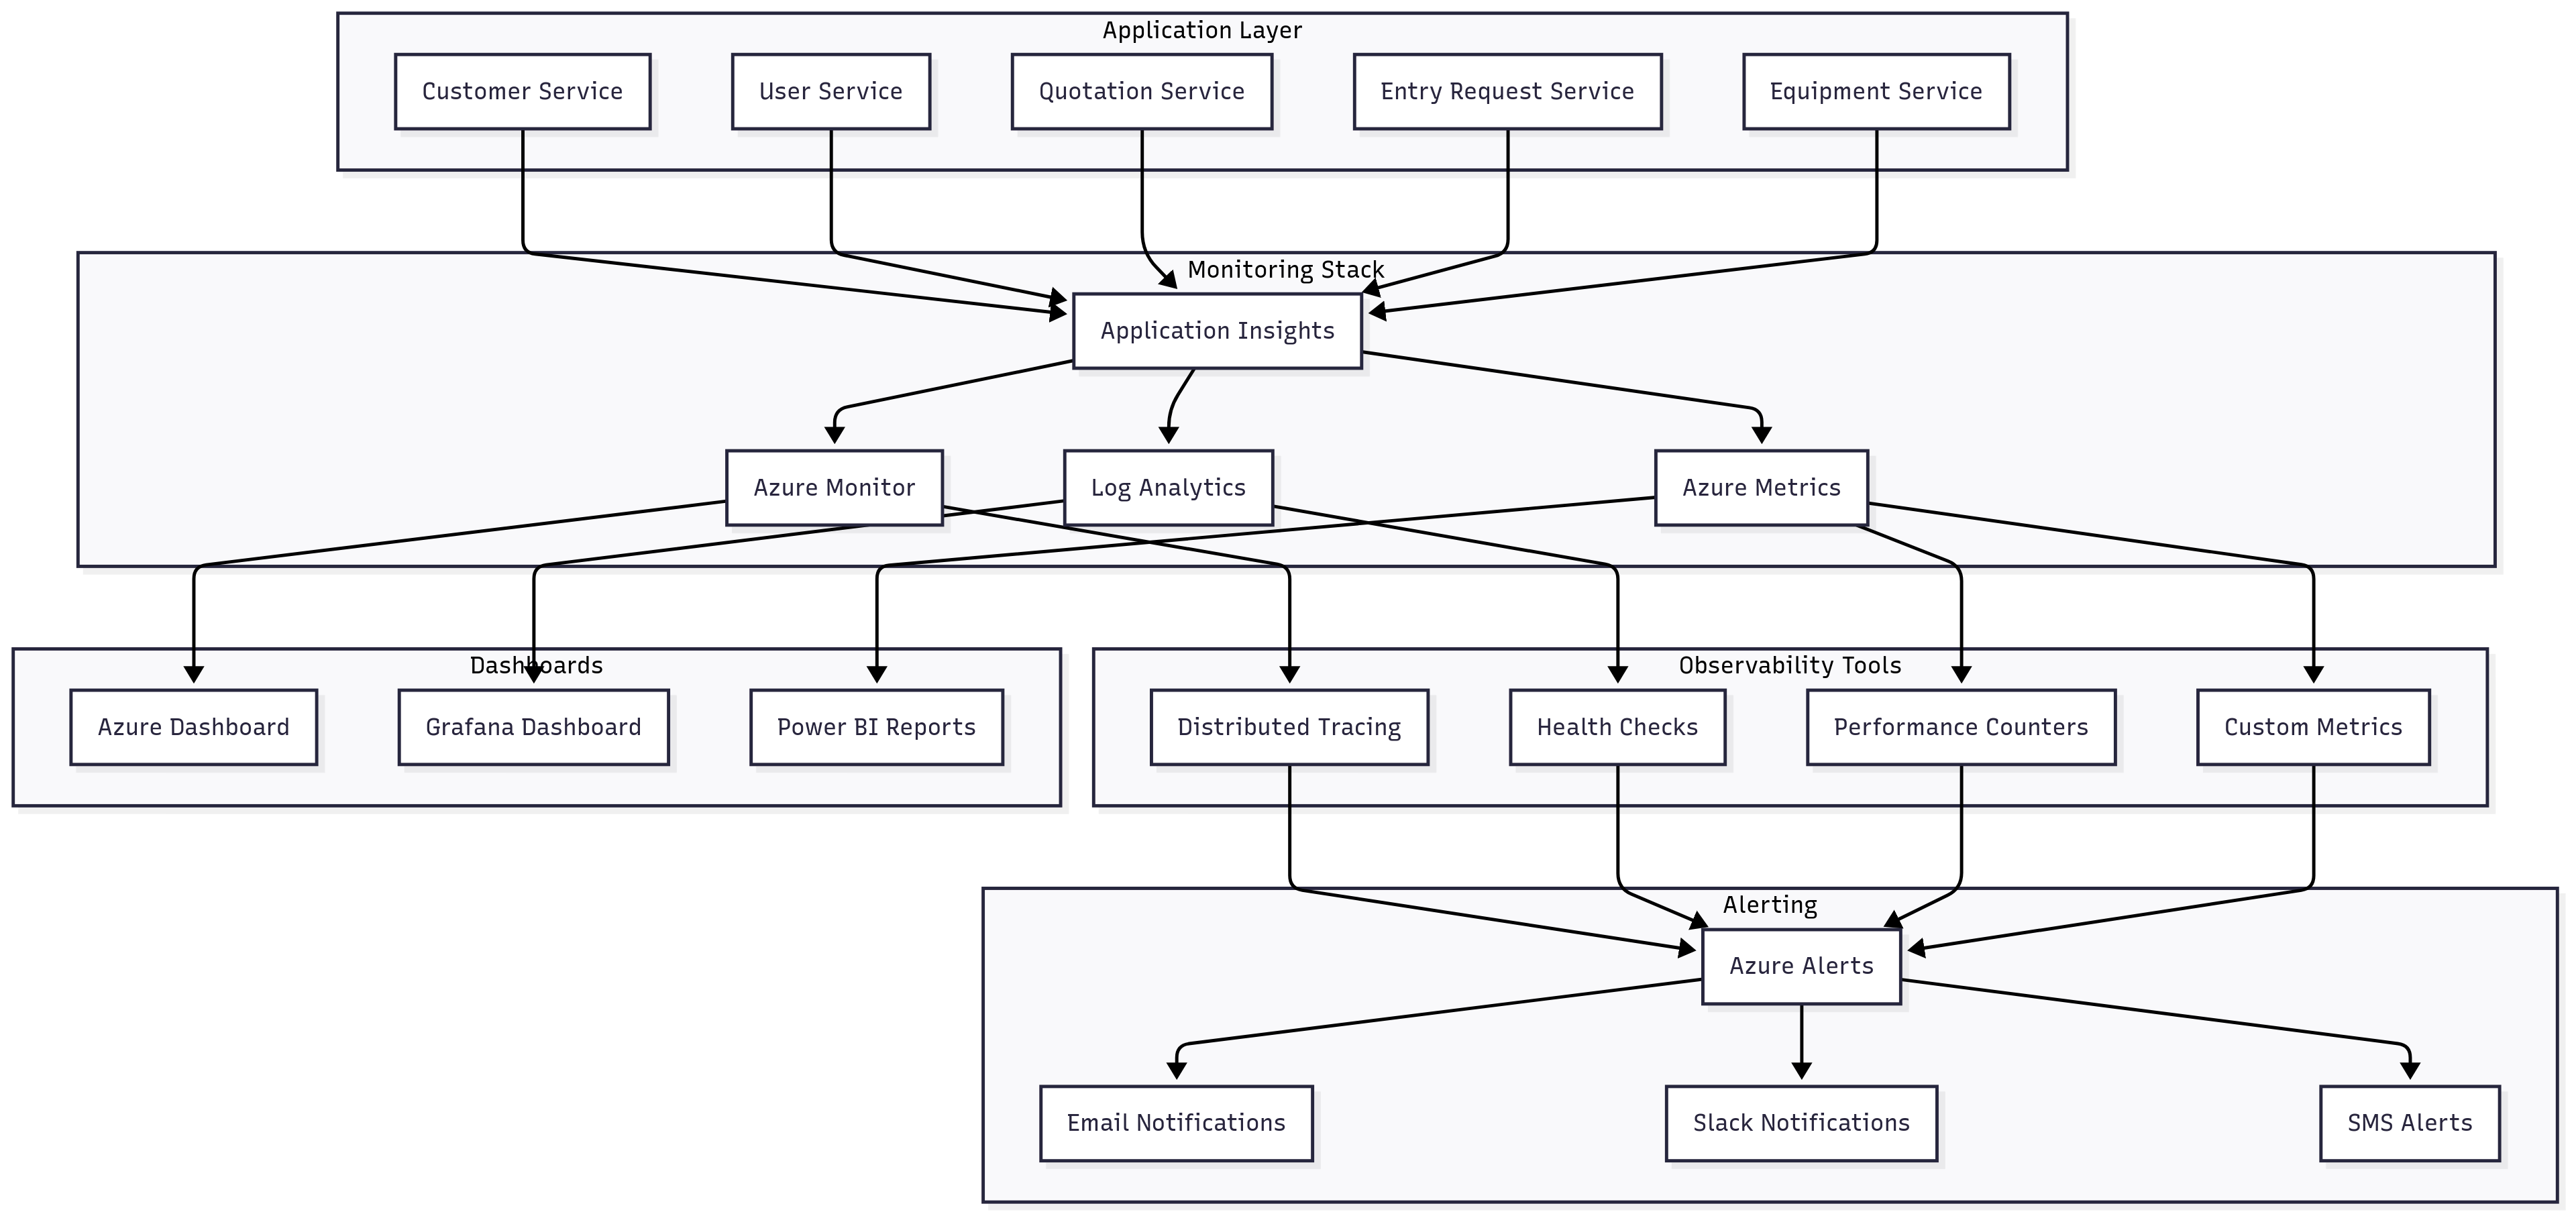 Application Layer
Customer Service
User Service
Quotation Service
Entry Request Service
Equipment Service
Monitoring Stack
Application Insights
Azure Monitor
Log Analytics
Azure Metrics
Dashboards
Azure Dashboard
Grafana Dashboard
Power BI Reports
Observability Tools
Distributed Tracing
Health Checks
Performance Counters
Custom Metrics
Alerting
Azure Alerts
Email Notifications
Slack Notifications
SMS Alerts